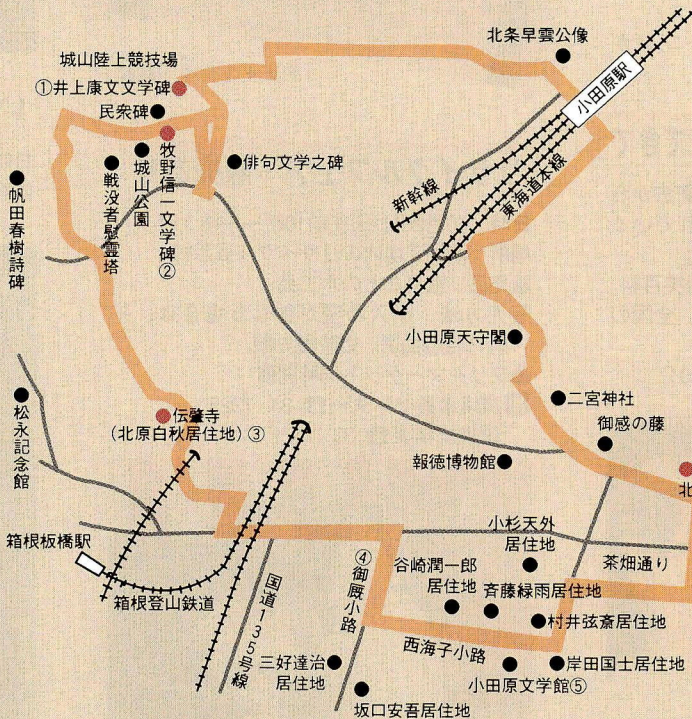 北条早雲公像
城山陸上競技場
小田原駅
①井上康文文学碑
民衆碑
俳句文学之碑
新幹線
東海道本線
帆田春樹詩碑
戦没者慰霊塔
城山公園
牧野信一文学碑②
小田原天守閣
二宮神社
御感の藤
松永記念館
伝肇寺
(北原白秋居住地)③
報徳博物館
北
小杉天外
居住地
茶畑通り
箱根板橋駅
箱根登山鉄道
国道135号線
④御厩小路
谷崎潤一郎
居住地
斉藤緑雨居住地
村井弦斎居住地
西海子小路
三好達治
居住地
岸田国士居住地
小田原文学館⑤
坂口安吾居住地